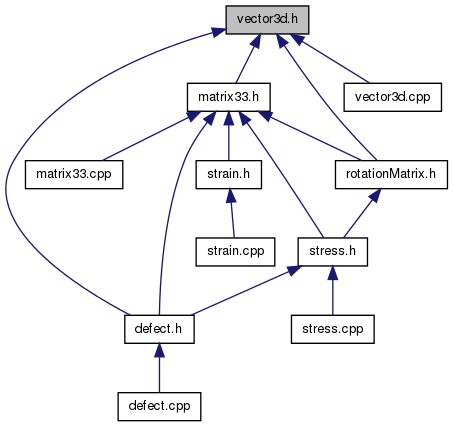 vector3d.h
matrix33.h
vector3d.cpp
matrix33.cpp
strain.h
rotationMatrix.h
strain.cpp
stress.h
defect.h
stress.cpp
defect.cpp